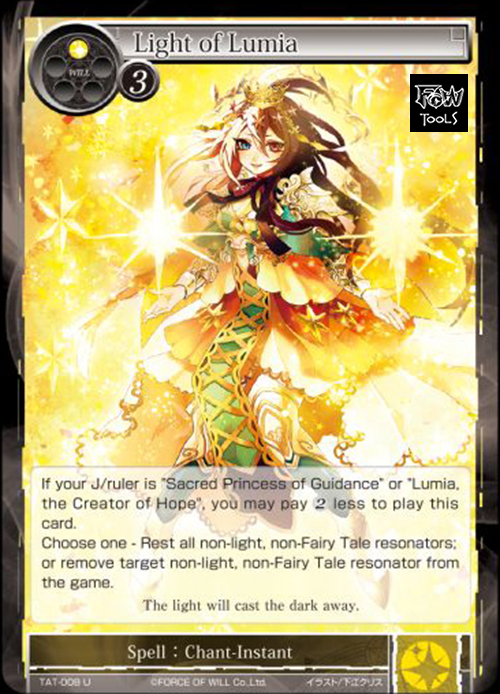 Light of Lumia
WILL
3
FOW
TOOLS
If your J/ruler is "Sacred Princess of Guidance" or "Lumia,
the Creator of Hope", you may pay 2 less to play this
card.
Choose one - Rest all non-light, non-Fairy Tale resonators;
or remove target non-light, non-Fairy Tale resonator from
the game.
The light will cast the dark away.
Spell : Chant-Instant
TAT-008 U ©FORCE OF WILL Co.,Ltd. イラスト/下江クリス